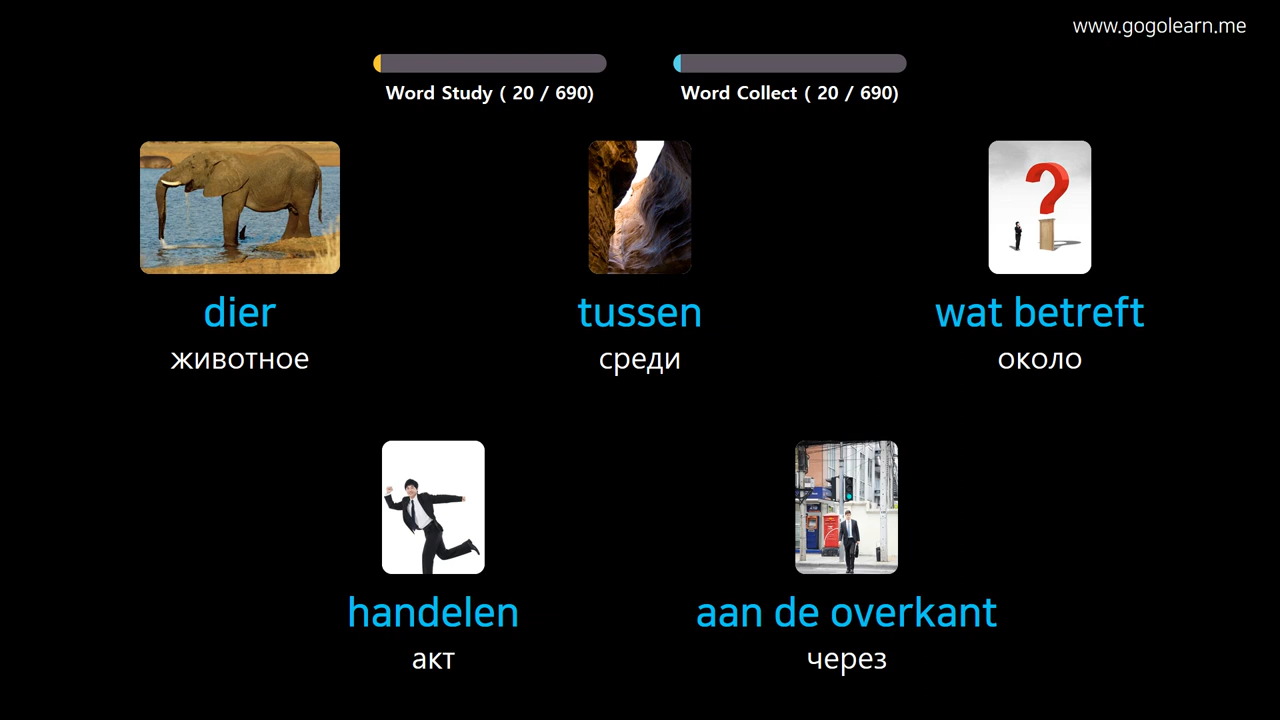 www.gogolearn.me
Word Study ( 20 / 690)
Word Collect ( 20 / 690)
dier
животное
tussen
среди
wat betreft
около
handelen
акт
aan de overkant
через